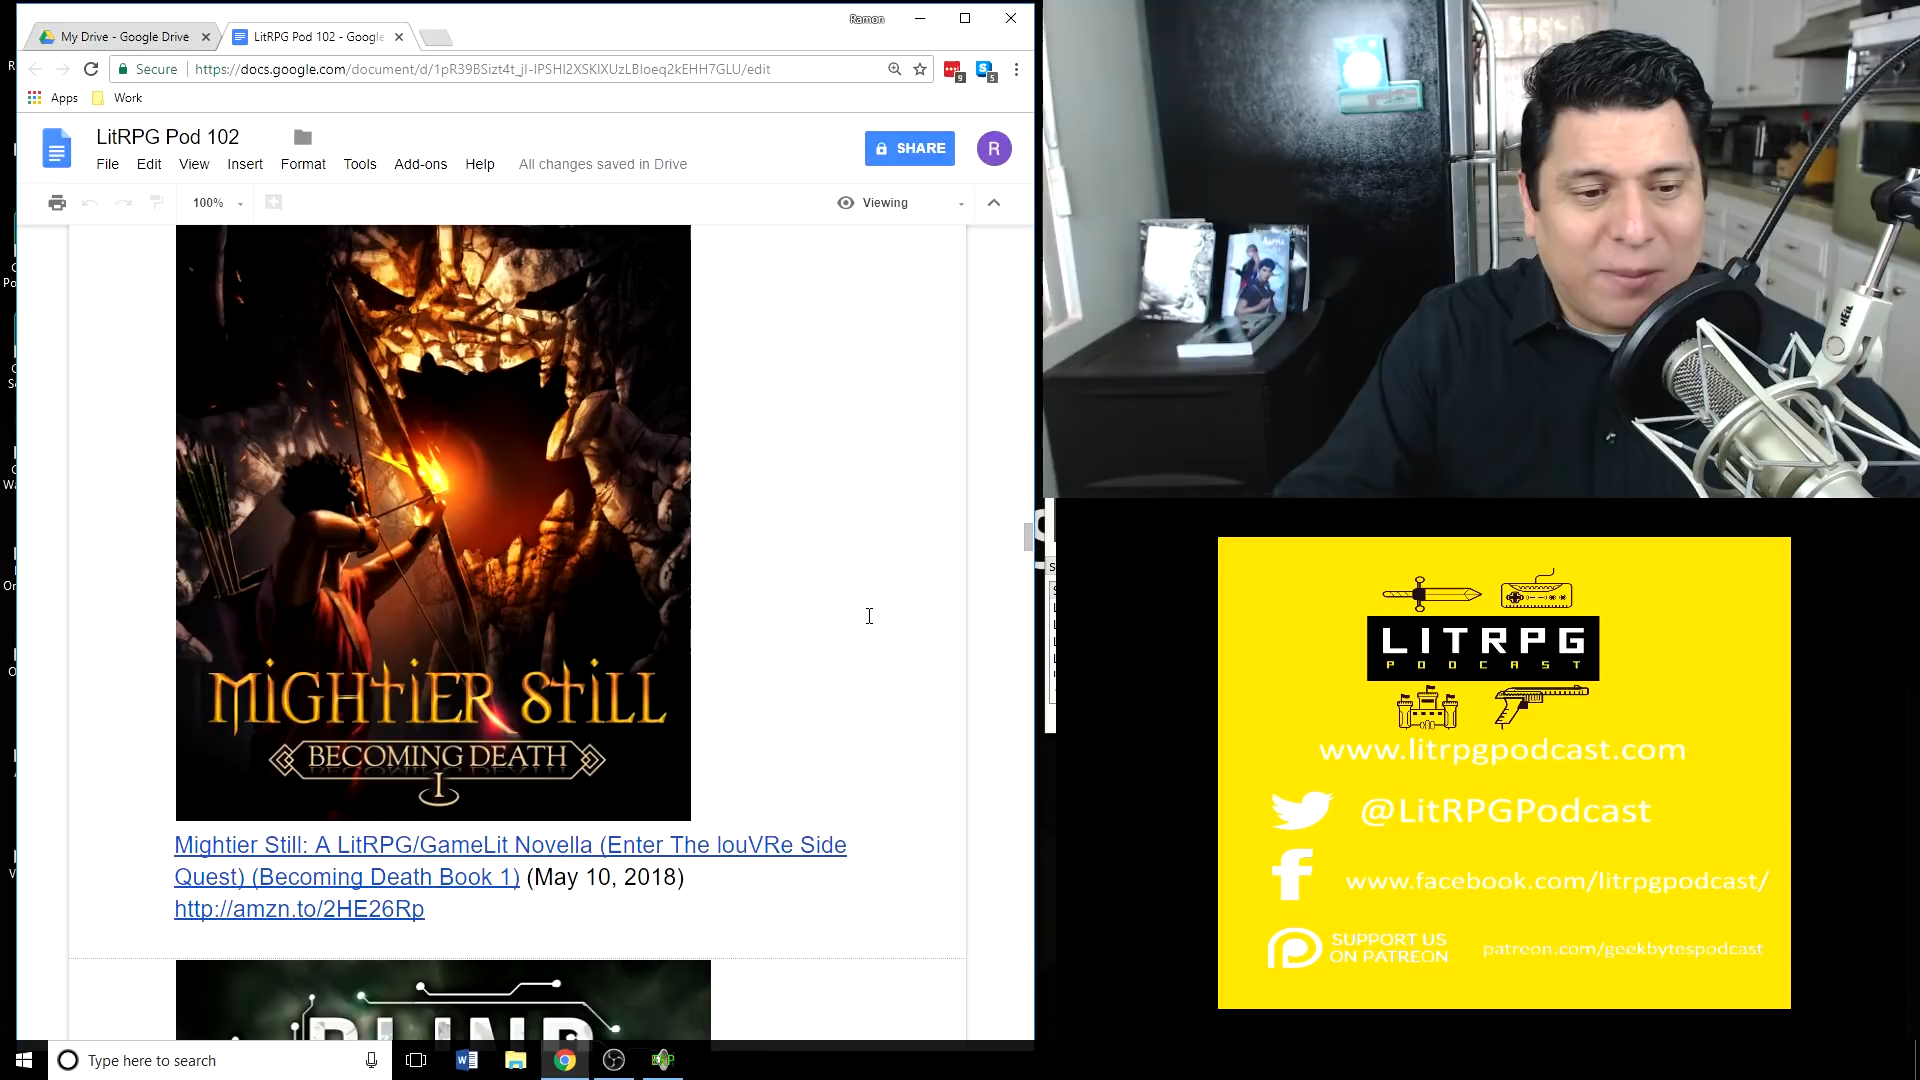 Ramon
My Drive - Google Drive
LitRPG Pod 102 - Google
Secure
https://docs.google.com/document/d/1pR39BSizt4t_jI-IPSHI2XSKIXUzLBIoeq2kEHH7GLU/edit
9
5
Apps
Work
LitRPG Pod 102
File Edit View Insert Format Tools Add-ons Help All changes saved in Drive
SHARE
R
100%
Viewing
MIGHTIER STILL
BECOMING DEATH
I
Mightier Still: A LitRPG/GameLit Novella (Enter The louVRe Side
Quest) (Becoming Death Book 1) (May 10, 2018)
http://amzn.to/2HE26Rp
Type here to search
HEIL
LITRPG
PODCAST
www.litrpgpodcast.com
@LitRPGPodcast
www.facebook.com/litrpgpodcast/
SUPPORT US
ON PATREON
patreon.com/geekbytespodcast